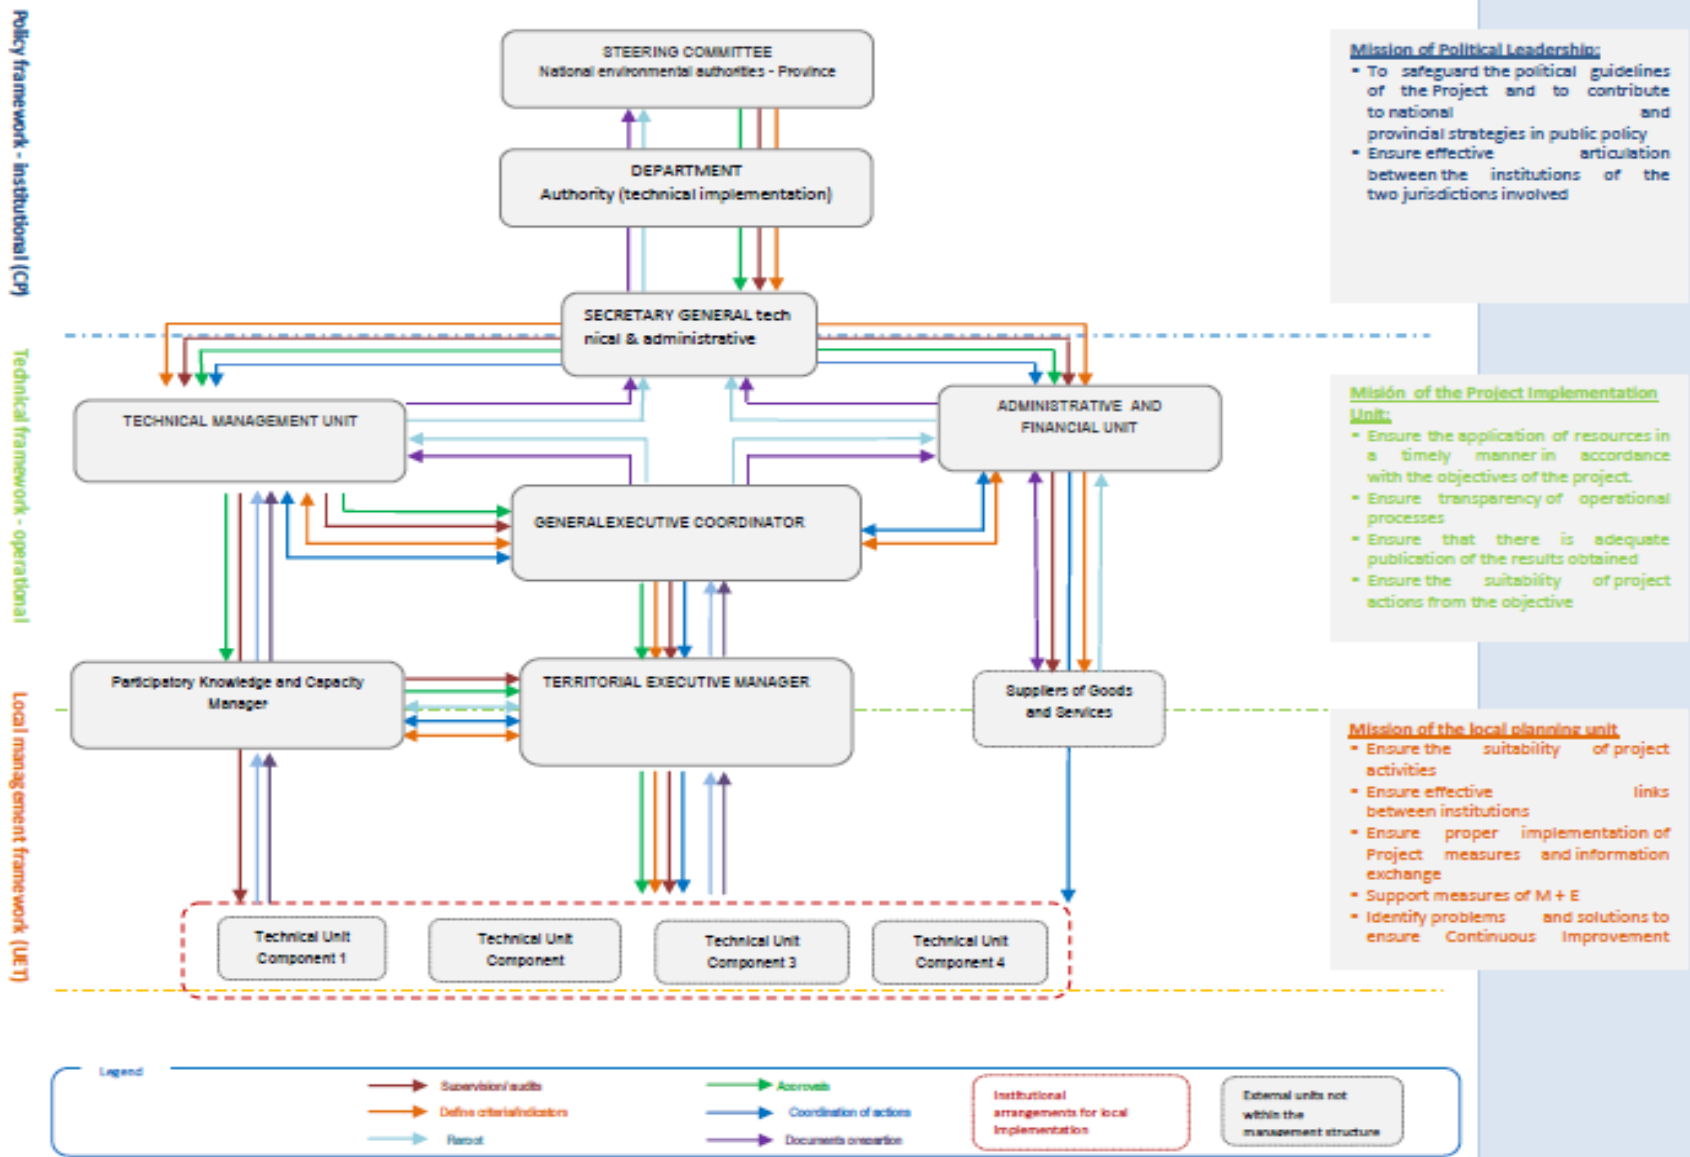 Policy framework - institutional (CP)
STEERING COMMITTEE
National environmental authorities - Province
DEPARTMENT
Authority (technical implementation)
SECRETARY GENERAL tech
nical & administrative
Mission of Political Leadership:
▪ To safeguard the political guidelines
of the Project and to contribute
to national and
provincial strategies in public policy
▪ Ensure effective articulation
between the institutions of the
two jurisdictions involved
Technical framework - operational
TECHNICAL MANAGEMENT UNIT
ADMINISTRATIVE AND
FINANCIAL UNIT
GENERALEXECUTIVE COORDINATOR
Misión of the Project Implementation
Unit:
▪ Ensure the application of resources in
a timely manner in accordance
with the objectives of the project.
▪ Ensure transparency of operational
processes
▪ Ensure that there is adequate
publication of the results obtained
▪ Ensure the suitability of project
actions from the objective
Local management framework (UET)
Participatory Knowledge and Capacity
Manager
TERRITORIAL EXECUTIVE MANAGER
Suppliers of Goods
and Services
Mission of the local planning unit
▪ Ensure the suitability of project
activities
▪ Ensure effective links
between institutions
▪ Ensure proper implementation of
Project measures and information
exchange
▪ Support measures of M + E
▪ Identify problems and solutions to
ensure Continuous Improvement
Technical Unit
Component 1
Technical Unit
Component
Technical Unit
Component 3
Technical Unit
Component 4
Legend
Supervision/ audits
Define criteria/indicators
Report
Approvals
Coordination of actions
Documents
Institutional
arrangements for local
Implementation
External units not
within the
management structure